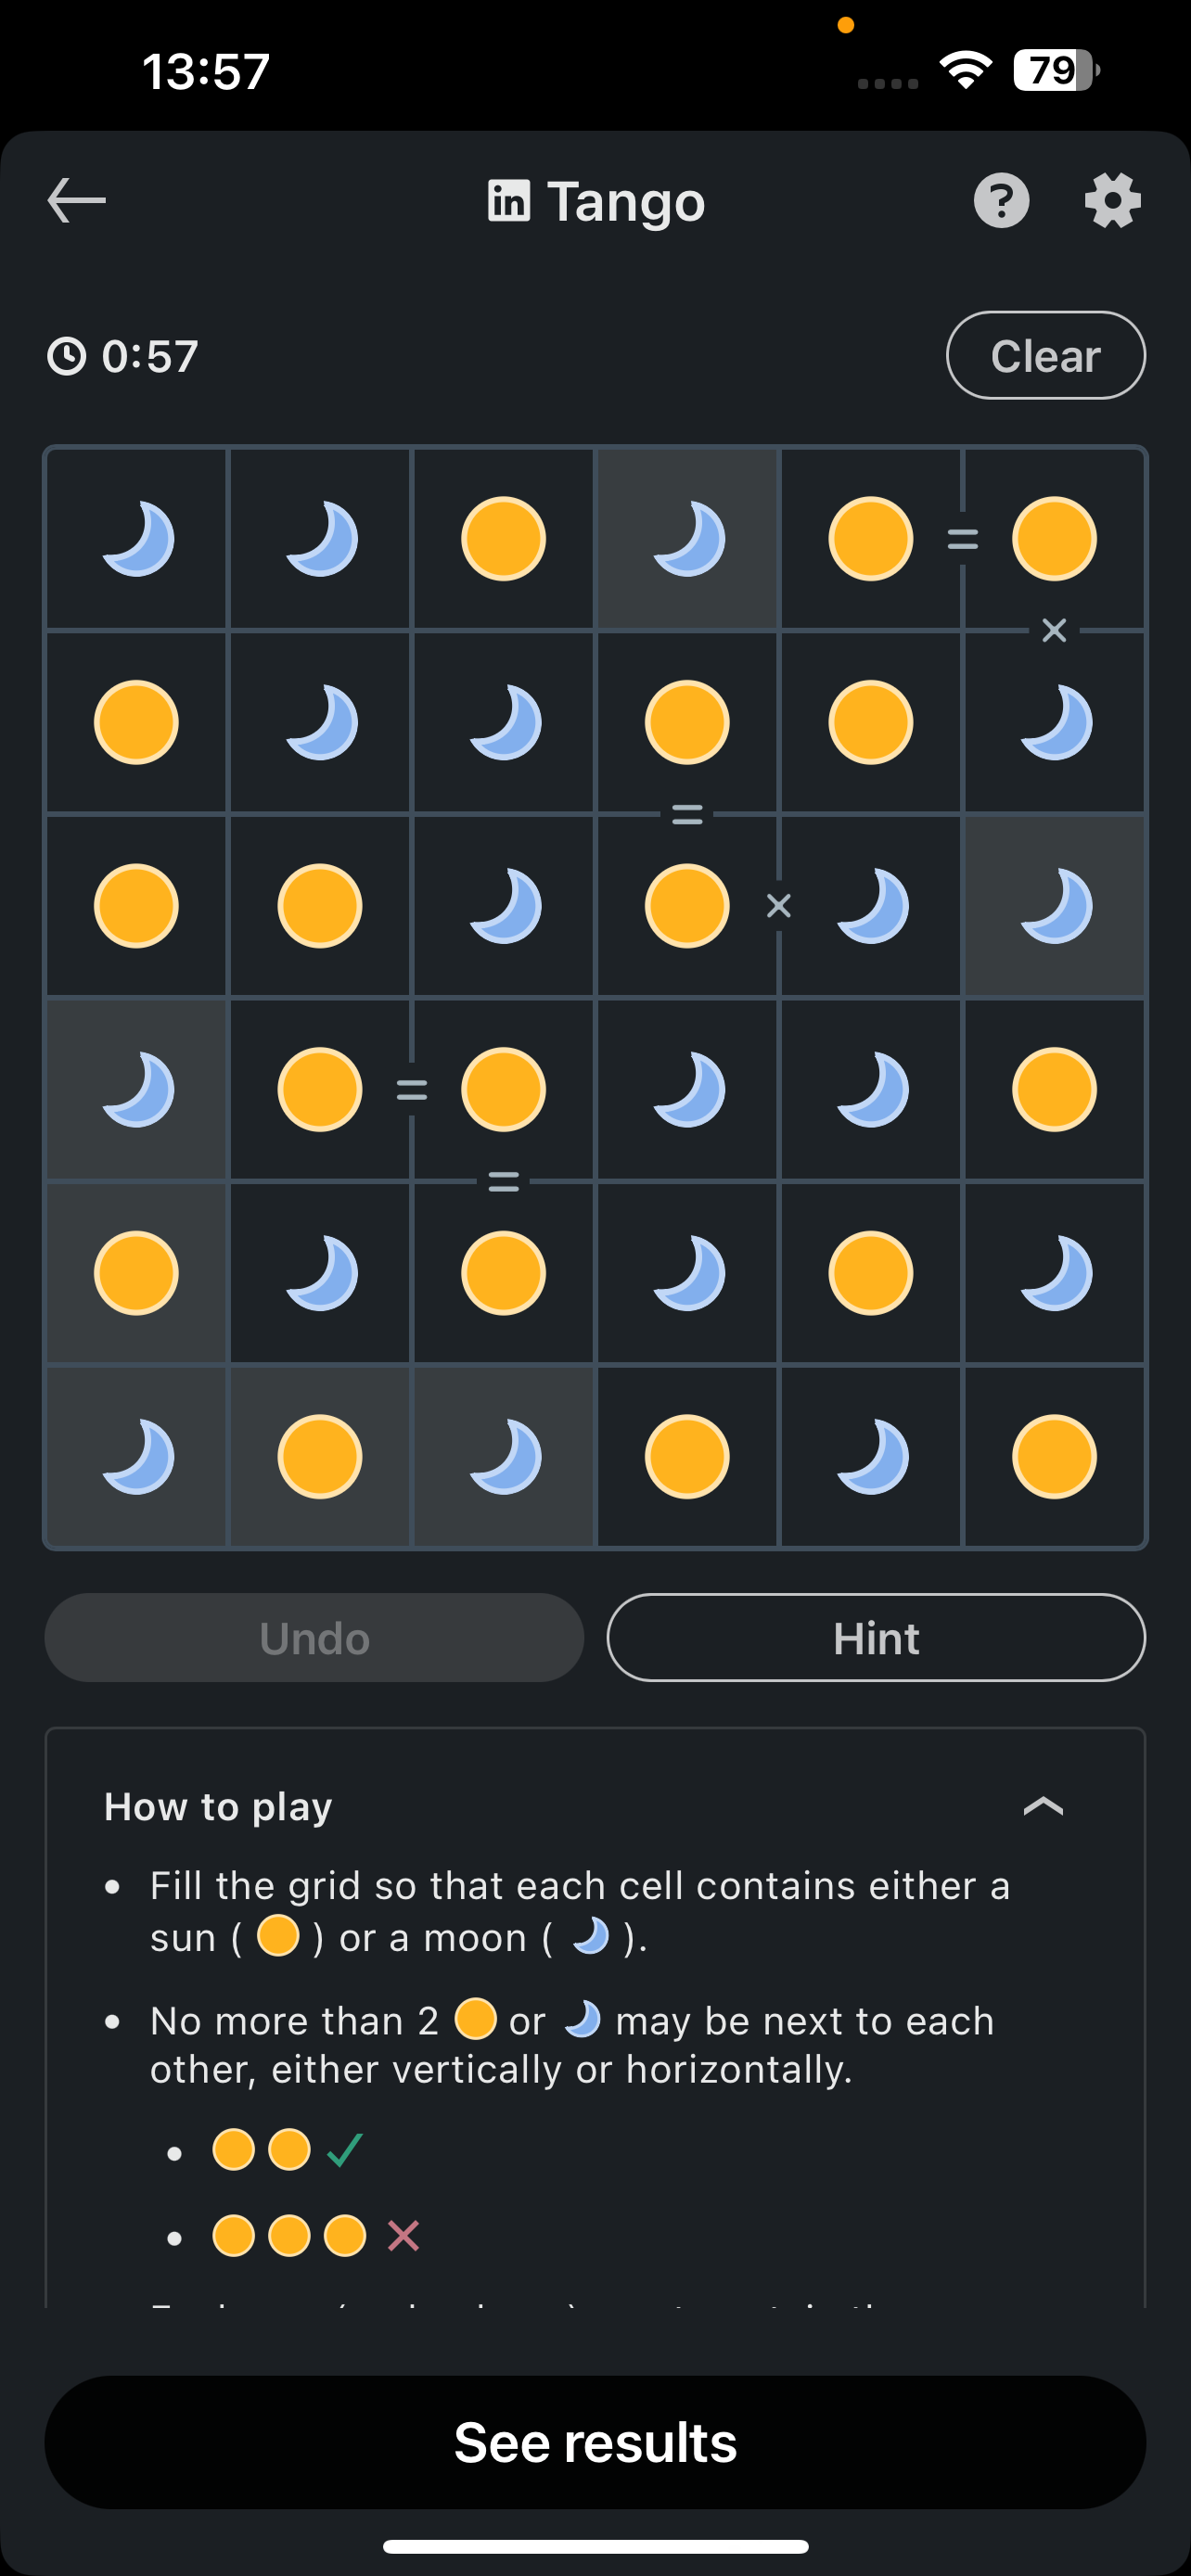 13:57
79
in Tango
?
0:57
Clear
=
×
=
×
=
=
Undo
Hint
How to play
• Fill the grid so that each cell contains either a
sun ( ) or a moon ( ).
• No more than 2 or may be next to each
other, either vertically or horizontally.
See results